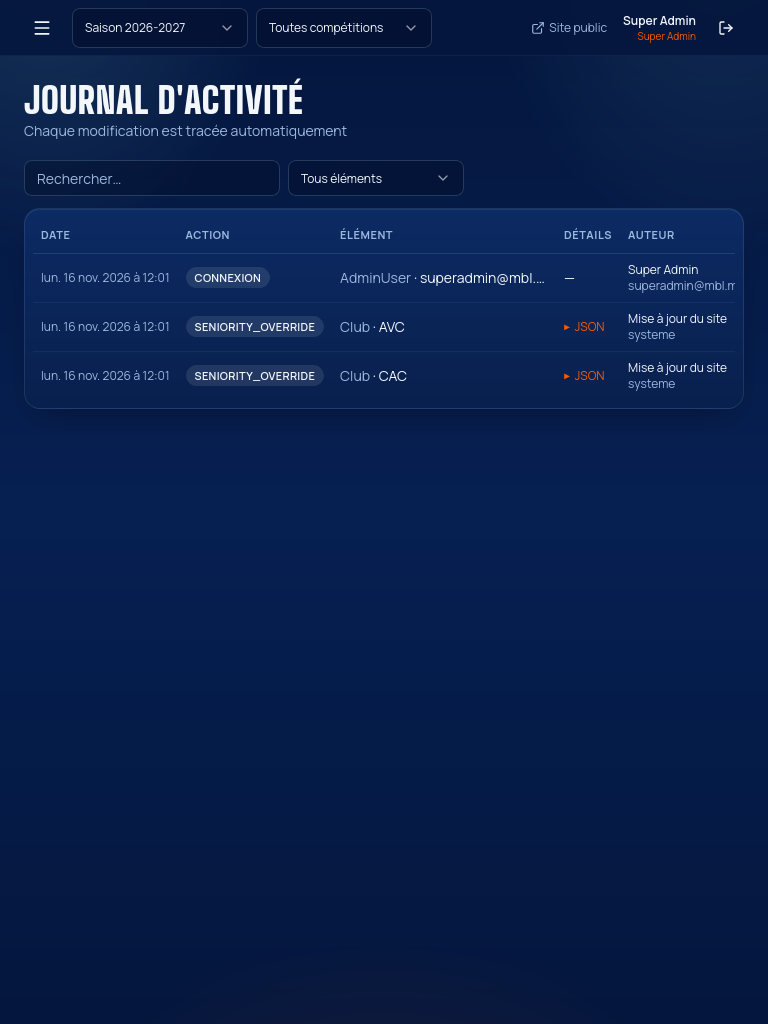 Saison 2026-2027
Toutes compétitions
Site public
Super Admin
Super Admin
JOURNAL D'ACTIVITÉ
Chaque modification est tracée automatiquement
Rechercher…
Tous éléments
DATE ACTION ÉLÉMENT DÉTAILS AUTEUR
lun. 16 nov. 2026 à 12:01 CONNEXION AdminUser · superadmin@mbl.… — Super Admin
superadmin@mbl.m
lun. 16 nov. 2026 à 12:01 SENIORITY_OVERRIDE Club · AVC ▸ JSON Mise à jour du site
systeme
lun. 16 nov. 2026 à 12:01 SENIORITY_OVERRIDE Club · CAC ▸ JSON Mise à jour du site
systeme